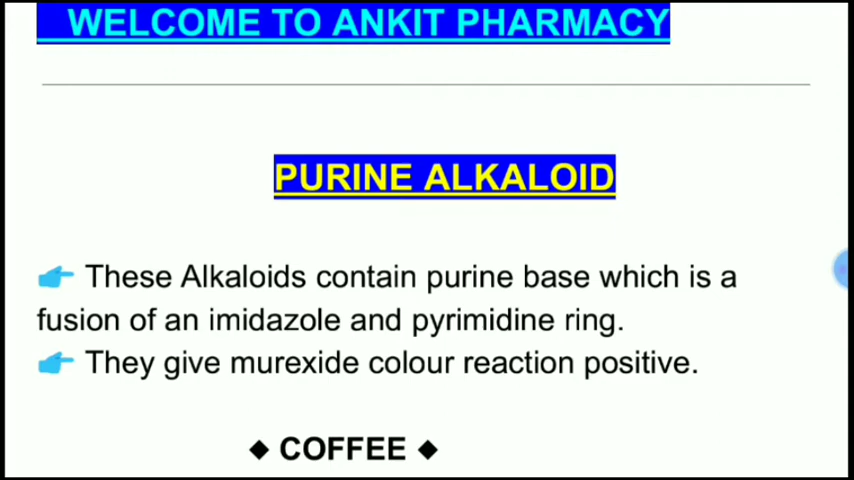 WELCOME TO ANKIT PHARMACY
PURINE ALKALOID
👉 These Alkaloids contain purine base which is a
fusion of an imidazole and pyrimidine ring.
👉 They give murexide colour reaction positive.
◆ COFFEE ◆